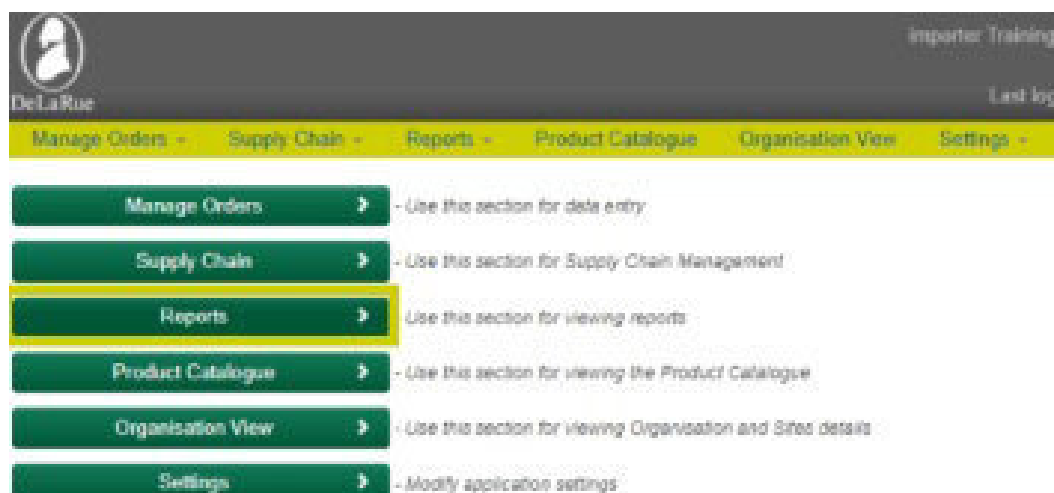 importer Training
DeLaRue
Last log
Manage Orders Supply Chain Reports Product Catalogue Organisation View Settings
Manage Orders - Use this section for data entry
Supply Chain - Use this section for Supply Chain Management
Reports - Use this section for viewing reports
Product Catalogue - Use this section for viewing the Product Catalogue
Organisation View - Use this section for viewing Organisation and Sites details
Settings - Modify application settings